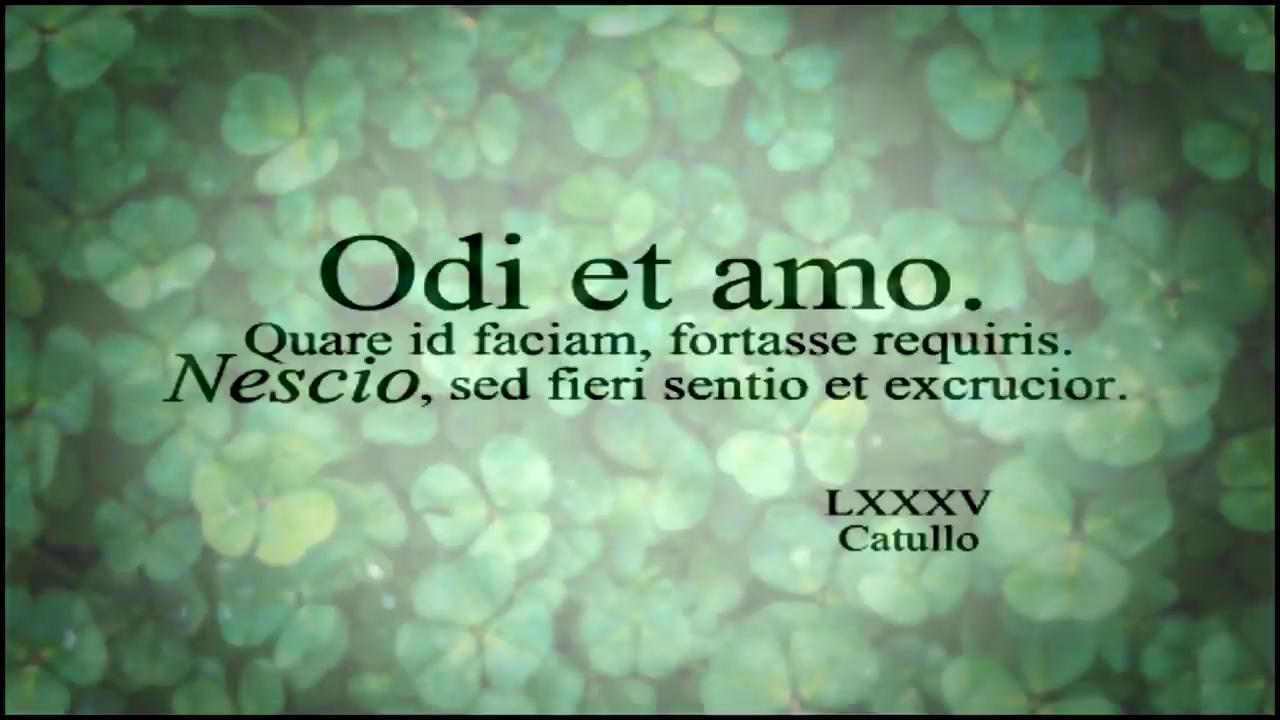 Odi et amo.
Quare id faciam, fortasse requiris.
Nescio, sed fieri sentio et excrucior.
LXXXV
Catullo